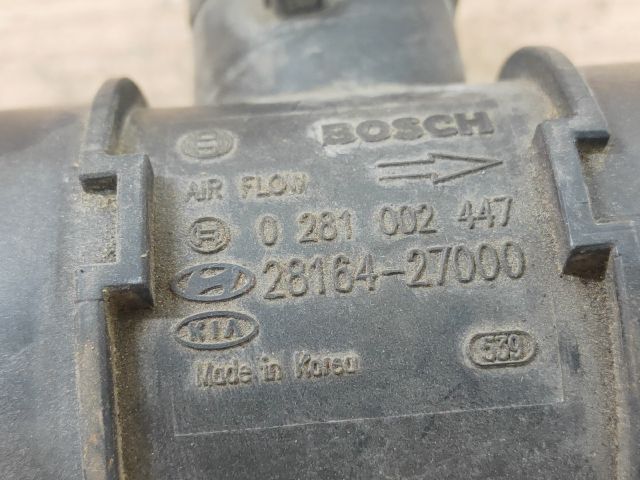 BOSCH
AIR FLOW
0 281 002 447
28164-27000
KIA
539
Made in Korea